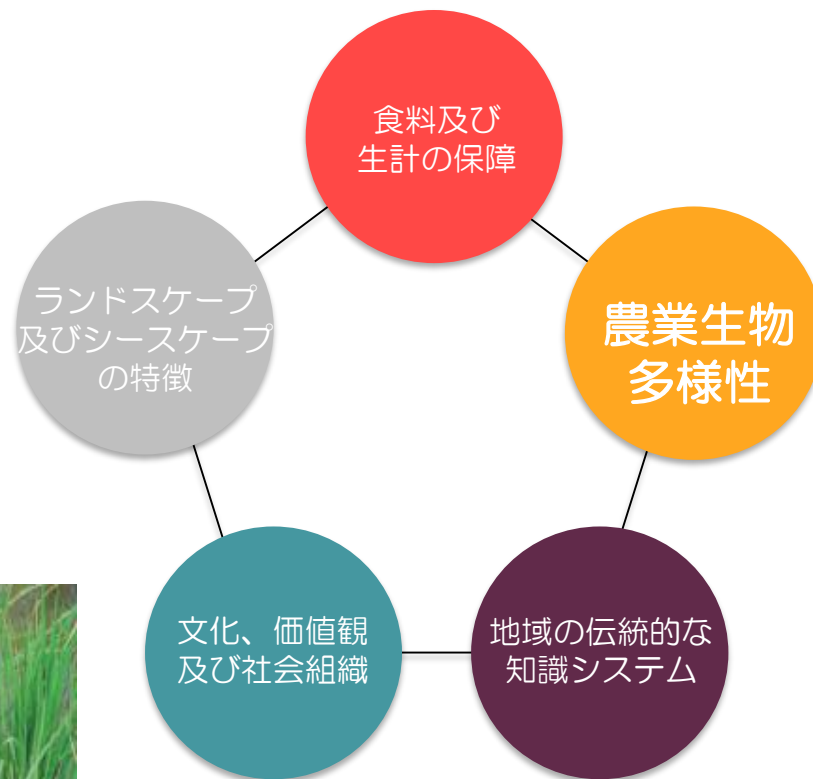 食料及び
生計の保障
農業生物
多様性
地域の伝統的な
知識システム
文化、価値観
及び社会組織
ランドスケープ
及びシースケープ
の特徴